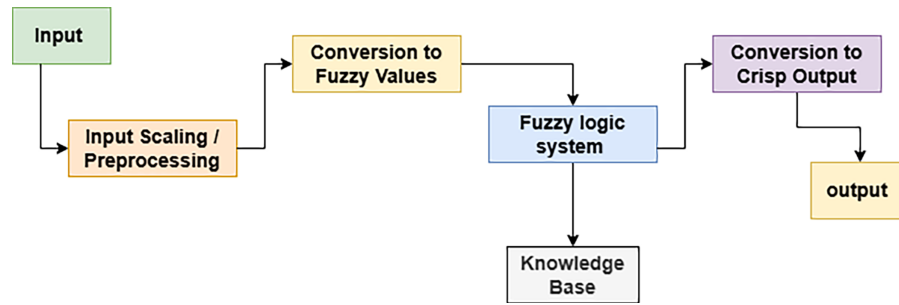 Input
Input Scaling /
Preprocessing
Conversion to
Fuzzy Values
Fuzzy logic
system
Knowledge
Base
Conversion to
Crisp Output
output